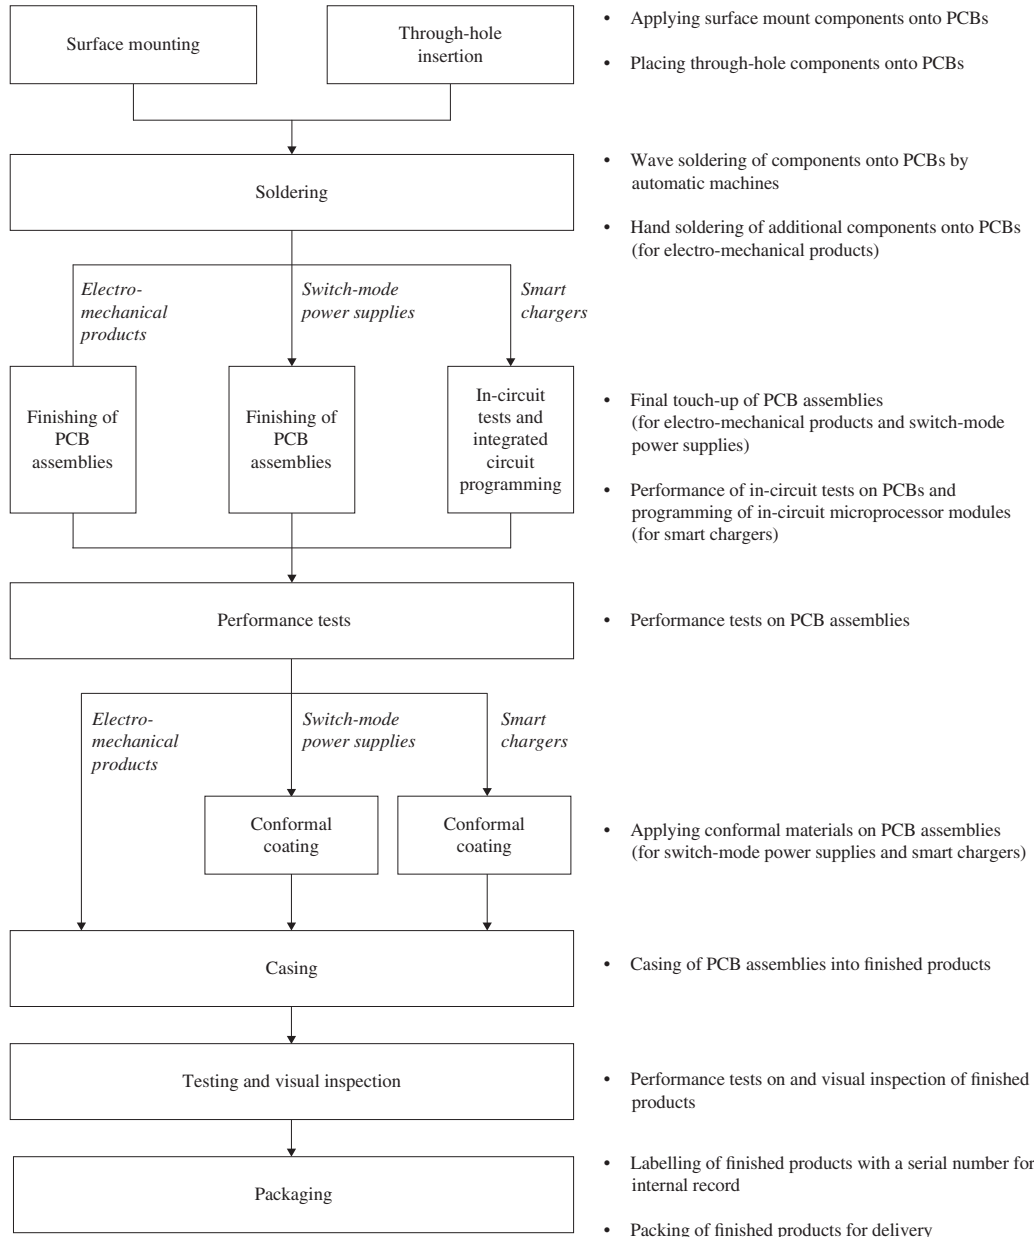 Surface mounting
Through-hole
insertion
• Applying surface mount components onto PCBs
• Placing through-hole components onto PCBs
Soldering
• Wave soldering of components onto PCBs by
automatic machines
• Hand soldering of additional components onto PCBs
(for electro-mechanical products)
Electro-
mechanical
products
Switch-mode
power supplies
Smart
chargers
Finishing of
PCB
assemblies
Finishing of
PCB
assemblies
In-circuit
tests and
integrated
circuit
programming
• Final touch-up of PCB assemblies
(for electro-mechanical products and switch-mode
power supplies)
• Performance of in-circuit tests on PCBs and
programming of in-circuit microprocessor modules
(for smart chargers)
Performance tests
• Performance tests on PCB assemblies
Electro-
mechanical
products
Switch-mode
power supplies
Smart
chargers
Conformal
coating
Conformal
coating
• Applying conformal materials on PCB assemblies
(for switch-mode power supplies and smart chargers)
Casing
• Casing of PCB assemblies into finished products
Testing and visual inspection
• Performance tests on and visual inspection of finished
products
Packaging
• Labelling of finished products with a serial number for
internal record
• Packing of finished products for delivery